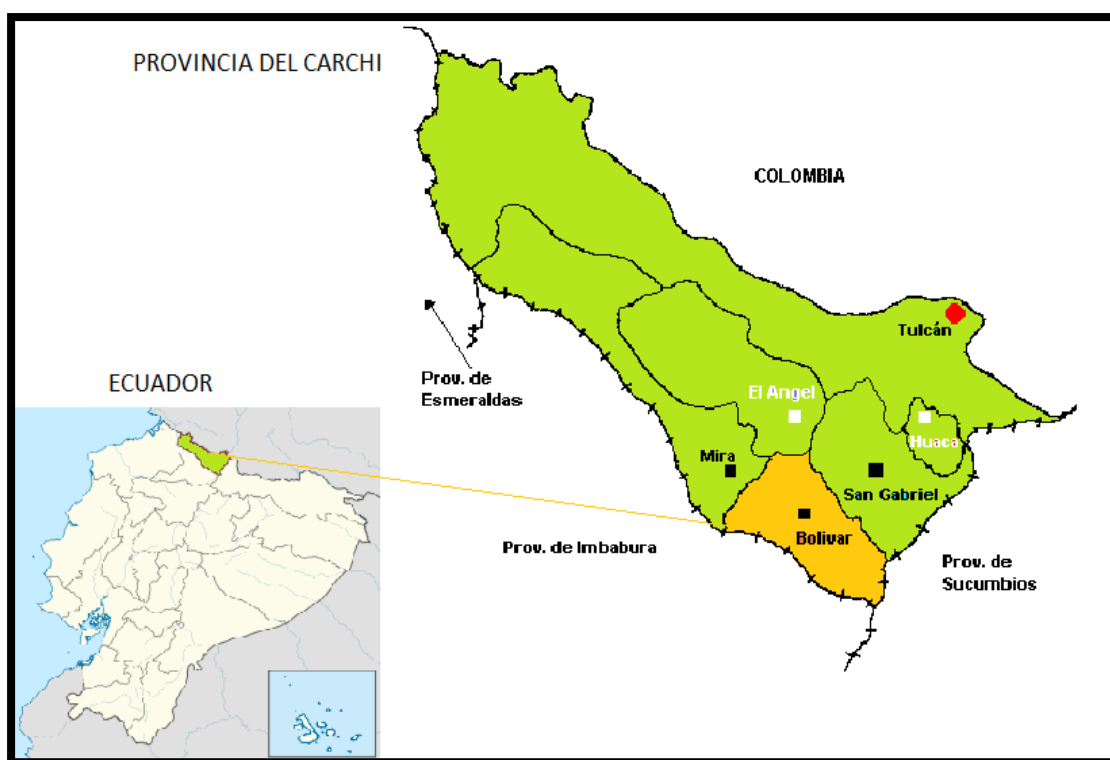 PROVINCIA DEL CARCHI
COLOMBIA
Tulcán
Prov. de
Esmeraldas
El Angel
Huaca
Mira
San Gabriel
Bolivar
Prov. de Imbabura
Prov. de
Sucumbios
ECUADOR